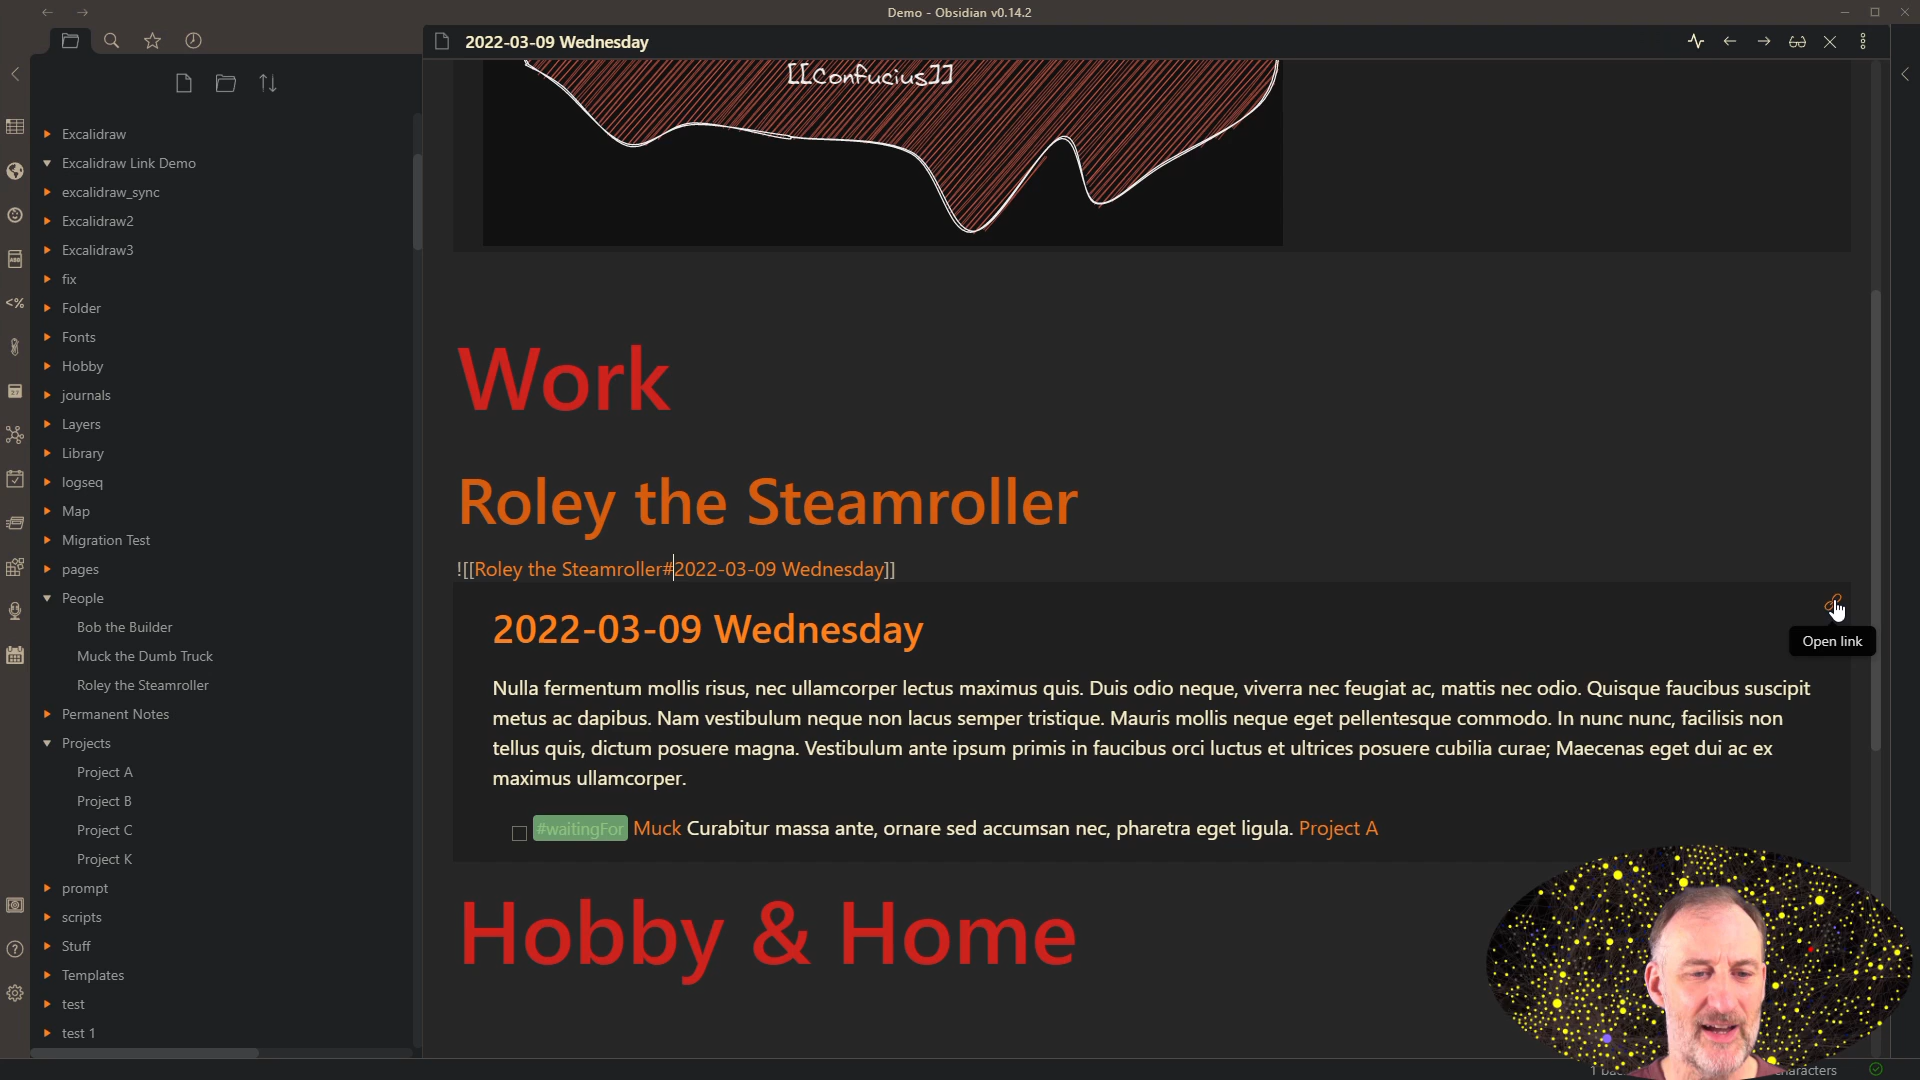 Demo - Obsidian v0.14.2
2022-03-09 Wednesday
Excalidraw
Excalidraw Link Demo
excalidraw_sync
Excalidraw2
Excalidraw3
fix
Folder
Fonts
Hobby
journals
Layers
Library
logseq
Map
Migration Test
pages
People
Bob the Builder
Muck the Dumb Truck
Roley the Steamroller
Permanent Notes
Projects
Project A
Project B
Project C
Project K
prompt
scripts
Stuff
Templates
test
test 1
[[Confucius]]
Work
Roley the Steamroller
![[Roley the Steamroller#2022-03-09 Wednesday]]
2022-03-09 Wednesday
Open link
Nulla fermentum mollis risus, nec ullamcorper lectus maximus quis. Duis odio neque, viverra nec feugiat ac, mattis nec odio. Quisque faucibus suscipit
metus ac dapibus. Nam vestibulum neque non lacus semper tristique. Mauris mollis neque eget pellentesque commodo. In nunc nunc, facilisis non
tellus quis, dictum posuere magna. Vestibulum ante ipsum primis in faucibus orci luctus et ultrices posuere cubilia curae; Maecenas eget dui ac ex
maximus ullamcorper.
#waitingFor Muck Curabitur massa ante, ornare sed accumsan nec, pharetra eget ligula. Project A
Hobby & Home